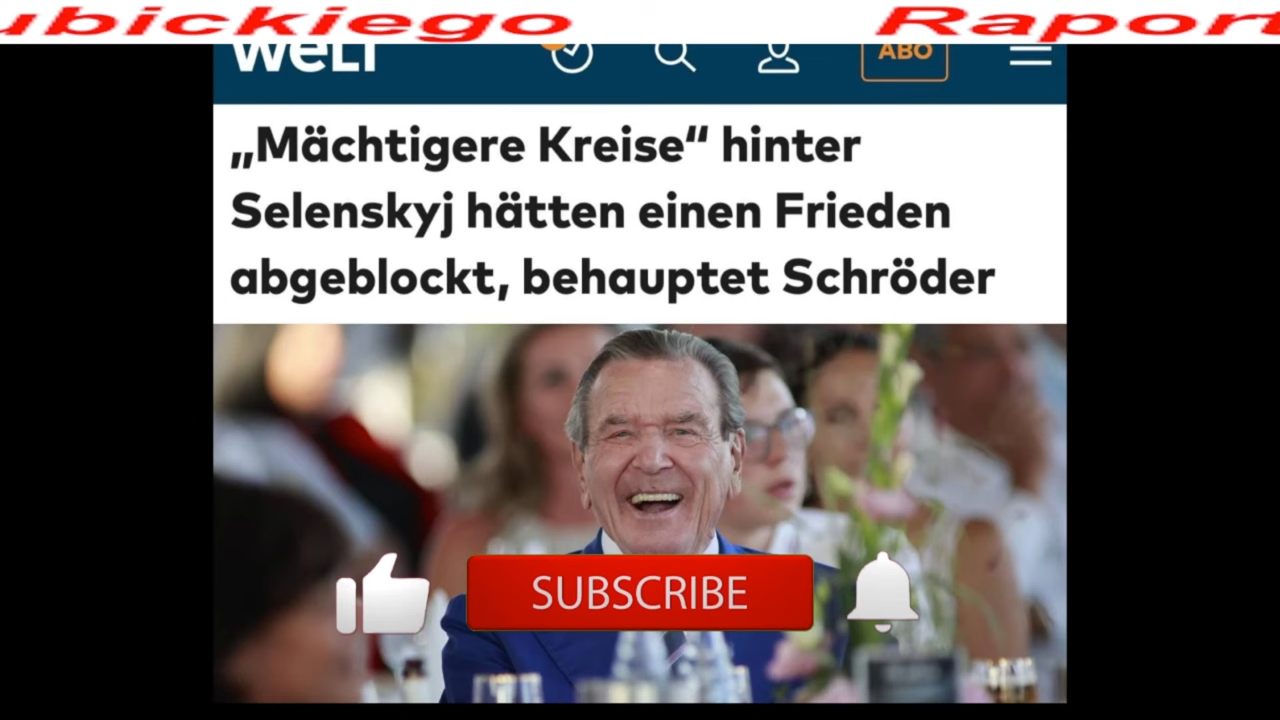 ubickiego Raport
WELT
ABO
„Mächtigere Kreise“ hinter
Selenskyj hätten einen Frieden
abgeblockt, behauptet Schröder
SUBSCRIBE